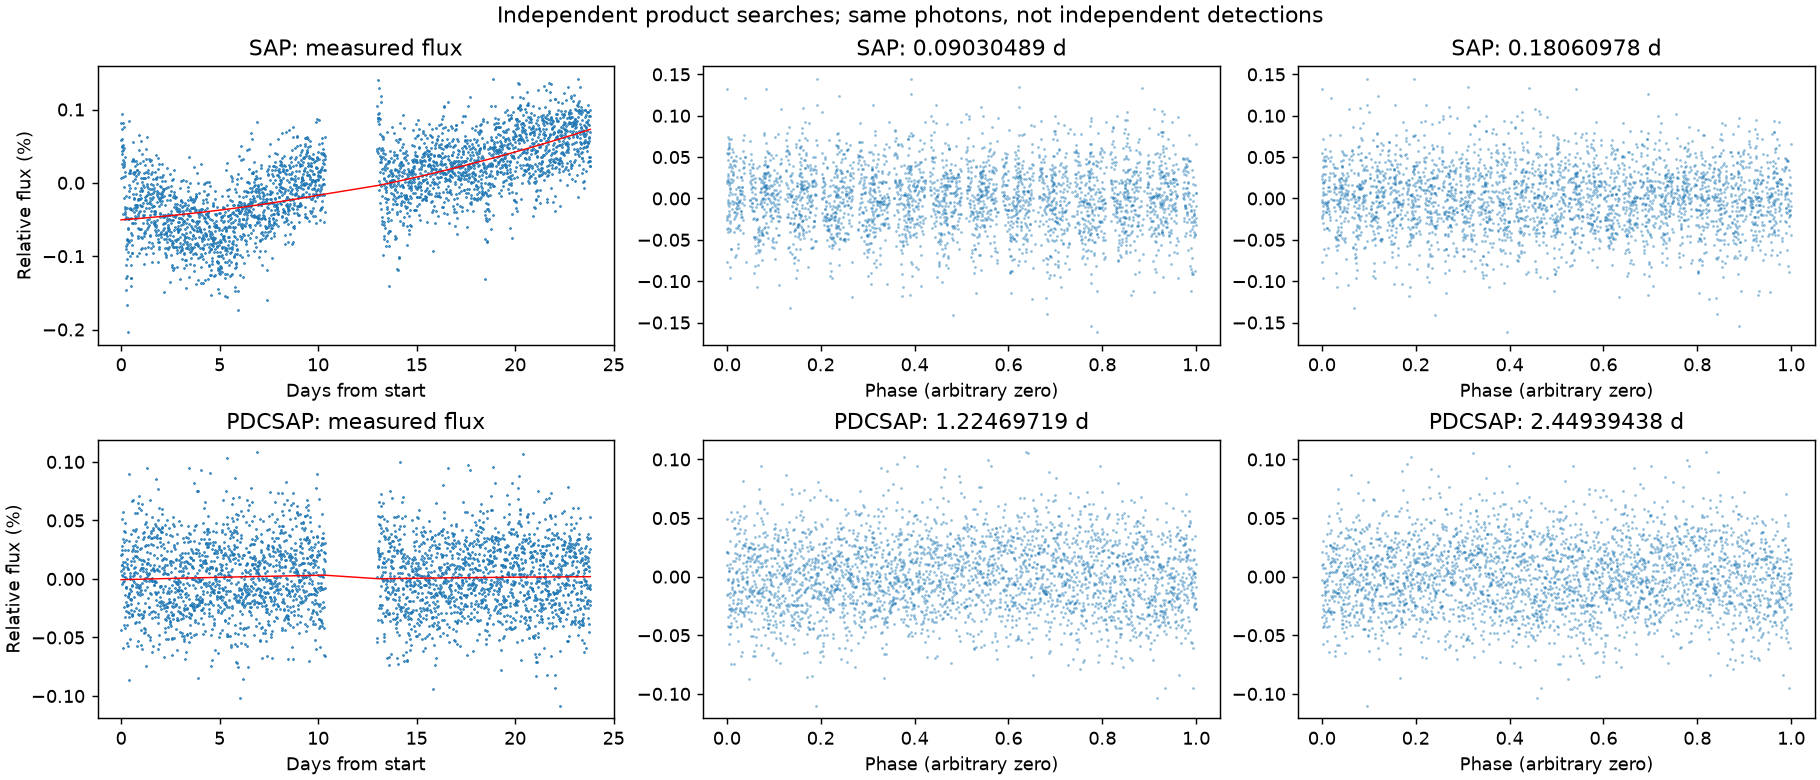 Independent product searches; same photons, not independent detections
SAP: measured flux
SAP: 0.09030489 d
SAP: 0.18060978 d
Relative flux (%)
0.1
0.0
−0.1
−0.2
0 5 10 15 20 25
Days from start
0.15
0.10
0.05
0.00
−0.05
−0.10
−0.15
0.0 0.2 0.4 0.6 0.8 1.0
Phase (arbitrary zero)
0.15
0.10
0.05
0.00
−0.05
−0.10
−0.15
0.0 0.2 0.4 0.6 0.8 1.0
Phase (arbitrary zero)
PDCSAP: measured flux
PDCSAP: 1.22469719 d
PDCSAP: 2.44939438 d
Relative flux (%)
0.10
0.05
0.00
−0.05
−0.10
0 5 10 15 20 25
Days from start
0.10
0.05
0.00
−0.05
−0.10
0.0 0.2 0.4 0.6 0.8 1.0
Phase (arbitrary zero)
0.10
0.05
0.00
−0.05
−0.10
0.0 0.2 0.4 0.6 0.8 1.0
Phase (arbitrary zero)